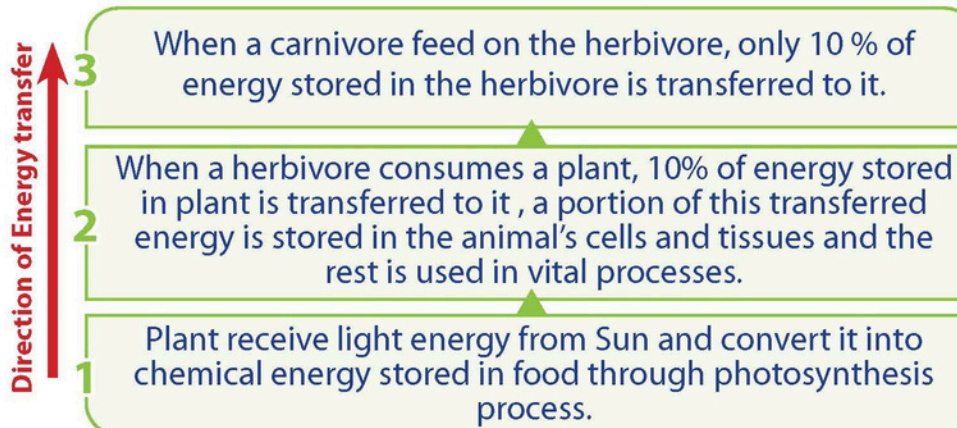 Direction of Energy transfer
3
When a carnivore feed on the herbivore, only 10 % of
energy stored in the herbivore is transferred to it.
2
When a herbivore consumes a plant, 10% of energy stored
in plant is transferred to it , a portion of this transferred
energy is stored in the animal's cells and tissues and the
rest is used in vital processes.
1
Plant receive light energy from Sun and convert it into
chemical energy stored in food through photosynthesis
process.